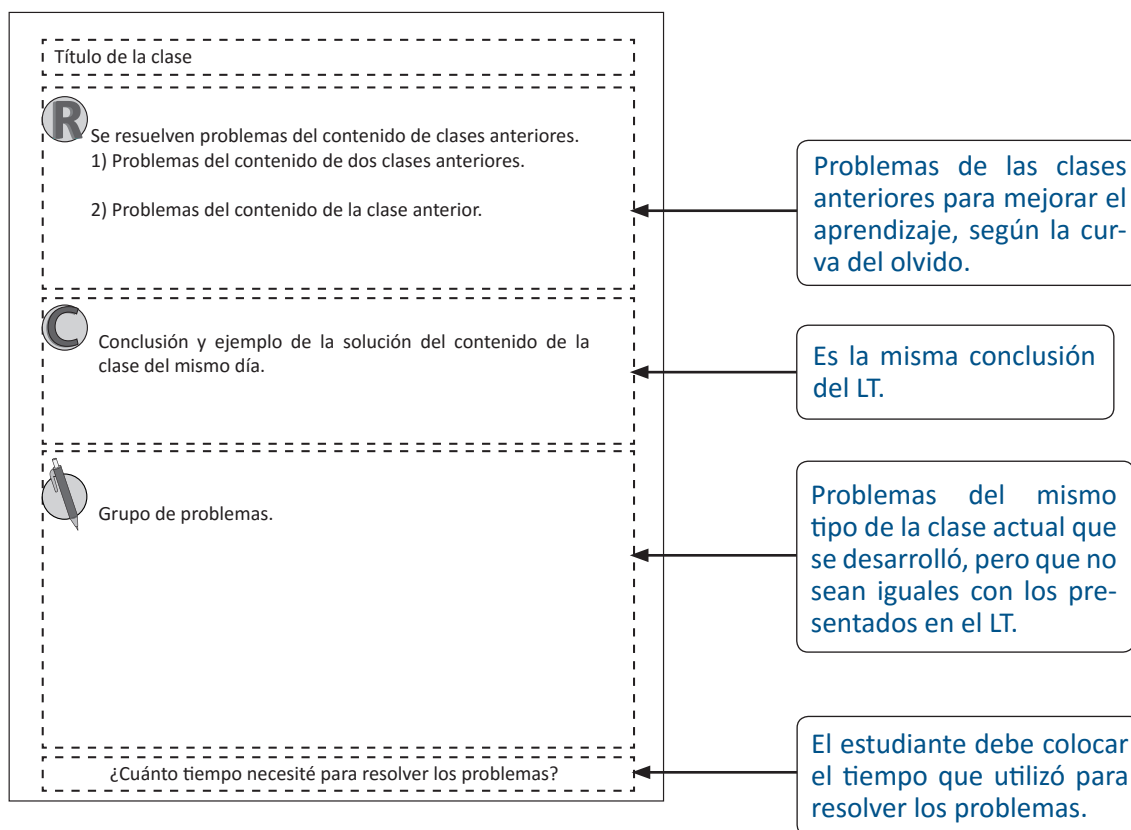 Título de la clase
R
Se resuelven problemas del contenido de clases anteriores.
1) Problemas del contenido de dos clases anteriores.
2) Problemas del contenido de la clase anterior.
Problemas de las clases
anteriores para mejorar el
aprendizaje, según la cur-
va del olvido.
C
Conclusión y ejemplo de la solución del contenido de la
clase del mismo día.
Es la misma conclusión
del LT.
Grupo de problemas.
Problemas del mismo
tipo de la clase actual que
se desarrolló, pero que no
sean iguales con los pre-
sentados en el LT.
¿Cuánto tiempo necesité para resolver los problemas?
El estudiante debe colocar
el tiempo que utilizó para
resolver los problemas.